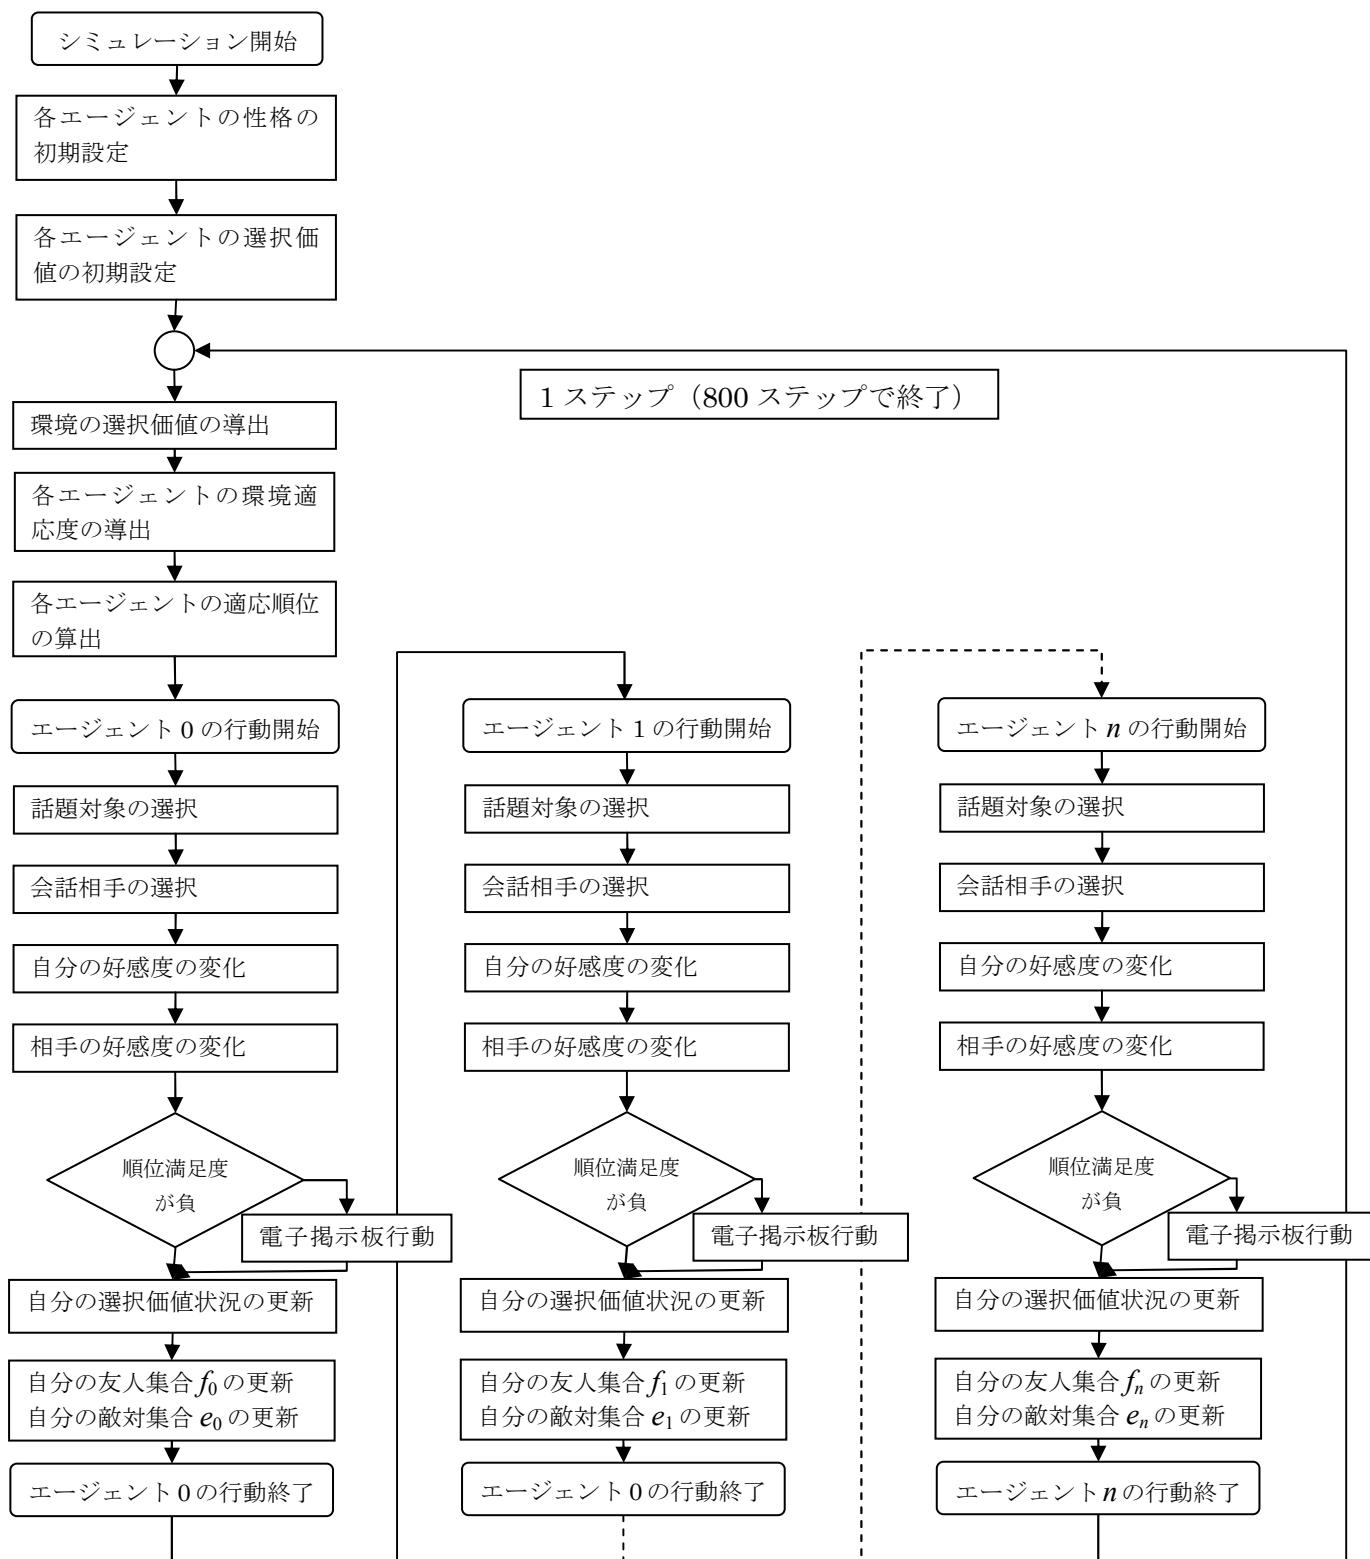 シミュレーション開始
各エージェントの性格の
初期設定
各エージェントの選択価
値の初期設定
1 ステップ（800 ステップで終了）
環境の選択価値の導出
各エージェントの環境適
応度の導出
各エージェントの適応順位
の算出
エージェント 0 の行動開始
話題対象の選択
会話相手の選択
自分の好感度の変化
相手の好感度の変化
順位満足度
が負
電子掲示板行動
自分の選択価値状況の更新
自分の友人集合 f0 の更新
自分の敵対集合 e0 の更新
エージェント 0 の行動終了
エージェント 1 の行動開始
話題対象の選択
会話相手の選択
自分の好感度の変化
相手の好感度の変化
順位満足度
が負
電子掲示板行動
自分の選択価値状況の更新
自分の友人集合 f1 の更新
自分の敵対集合 e1 の更新
エージェント 0 の行動終了
エージェント n の行動開始
話題対象の選択
会話相手の選択
自分の好感度の変化
相手の好感度の変化
順位満足度
が負
電子掲示板行動
自分の選択価値状況の更新
自分の友人集合 fn の更新
自分の敵対集合 en の更新
エージェント n の行動終了